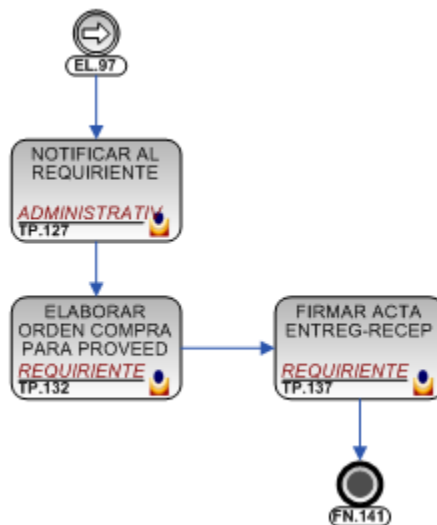 EL.97
NOTIFICAR AL
REQUIRIENTE
ADMINISTRATIV
TP.127
ELABORAR
ORDEN COMPRA
PARA PROVEED
REQUIRIENTE
TP.132
FIRMAR ACTA
ENTREG-RECEP
REQUIRIENTE
TP.137
FN.141